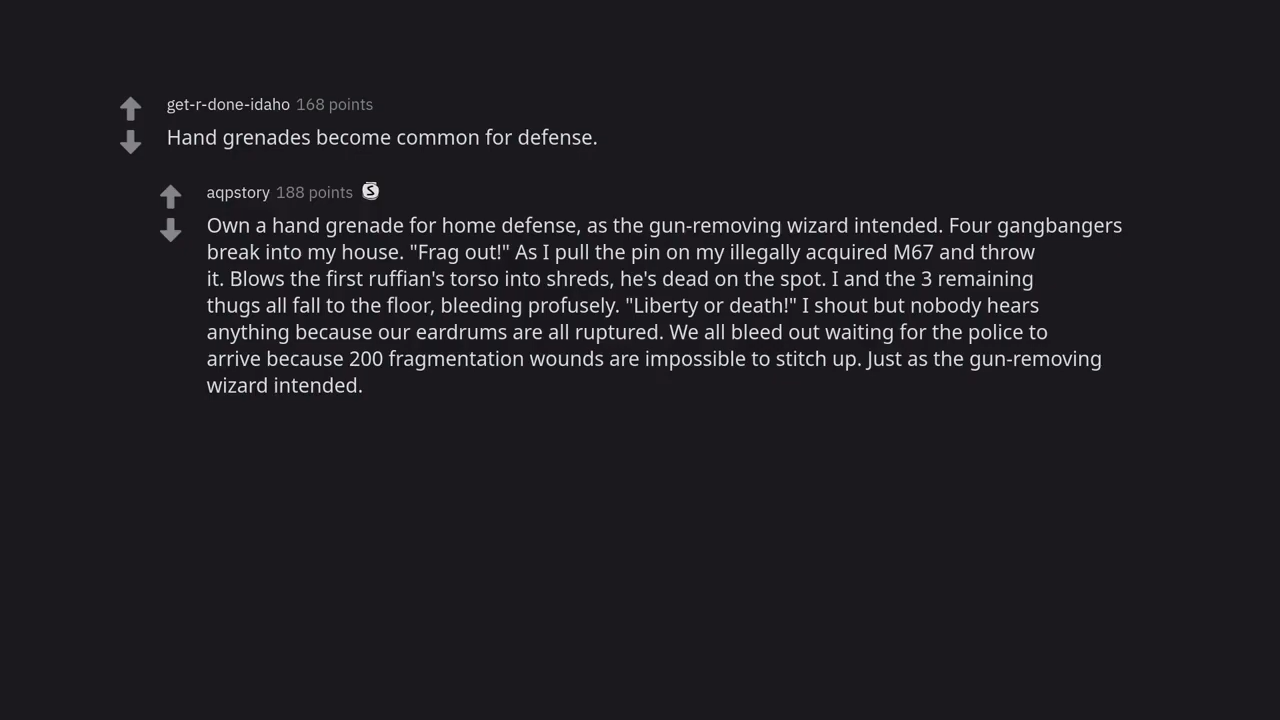 get-r-done-idaho 168 points
Hand grenades become common for defense.
aqpstory 188 points S
Own a hand grenade for home defense, as the gun-removing wizard intended. Four gangbangers
break into my house. "Frag out!" As I pull the pin on my illegally acquired M67 and throw
it. Blows the first ruffian's torso into shreds, he's dead on the spot. I and the 3 remaining
thugs all fall to the floor, bleeding profusely. "Liberty or death!" I shout but nobody hears
anything because our eardrums are all ruptured. We all bleed out waiting for the police to
arrive because 200 fragmentation wounds are impossible to stitch up. Just as the gun-removing
wizard intended.